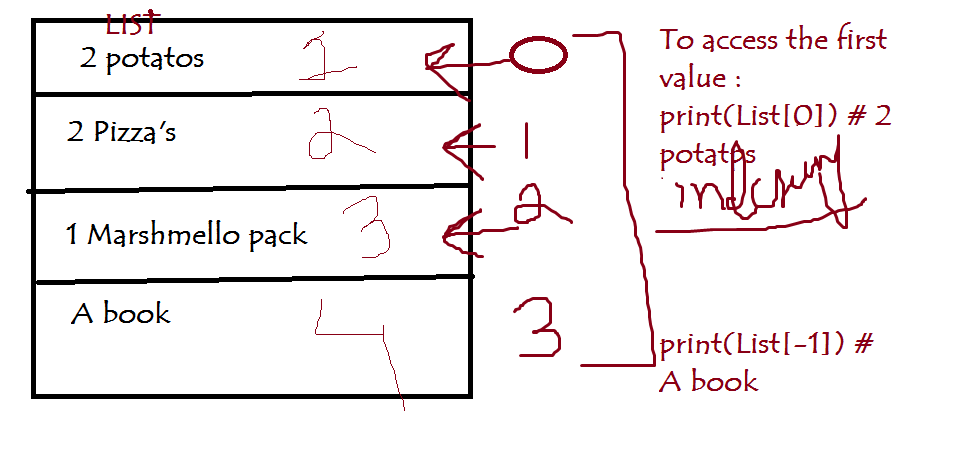 LIST
2 potatos 1 0
2 Pizza's 2 1
1 Marshmello pack 3 2
A book 4 3
To access the first
value :
print(List[0]) # 2
potatos
print(List[-1]) #
A book